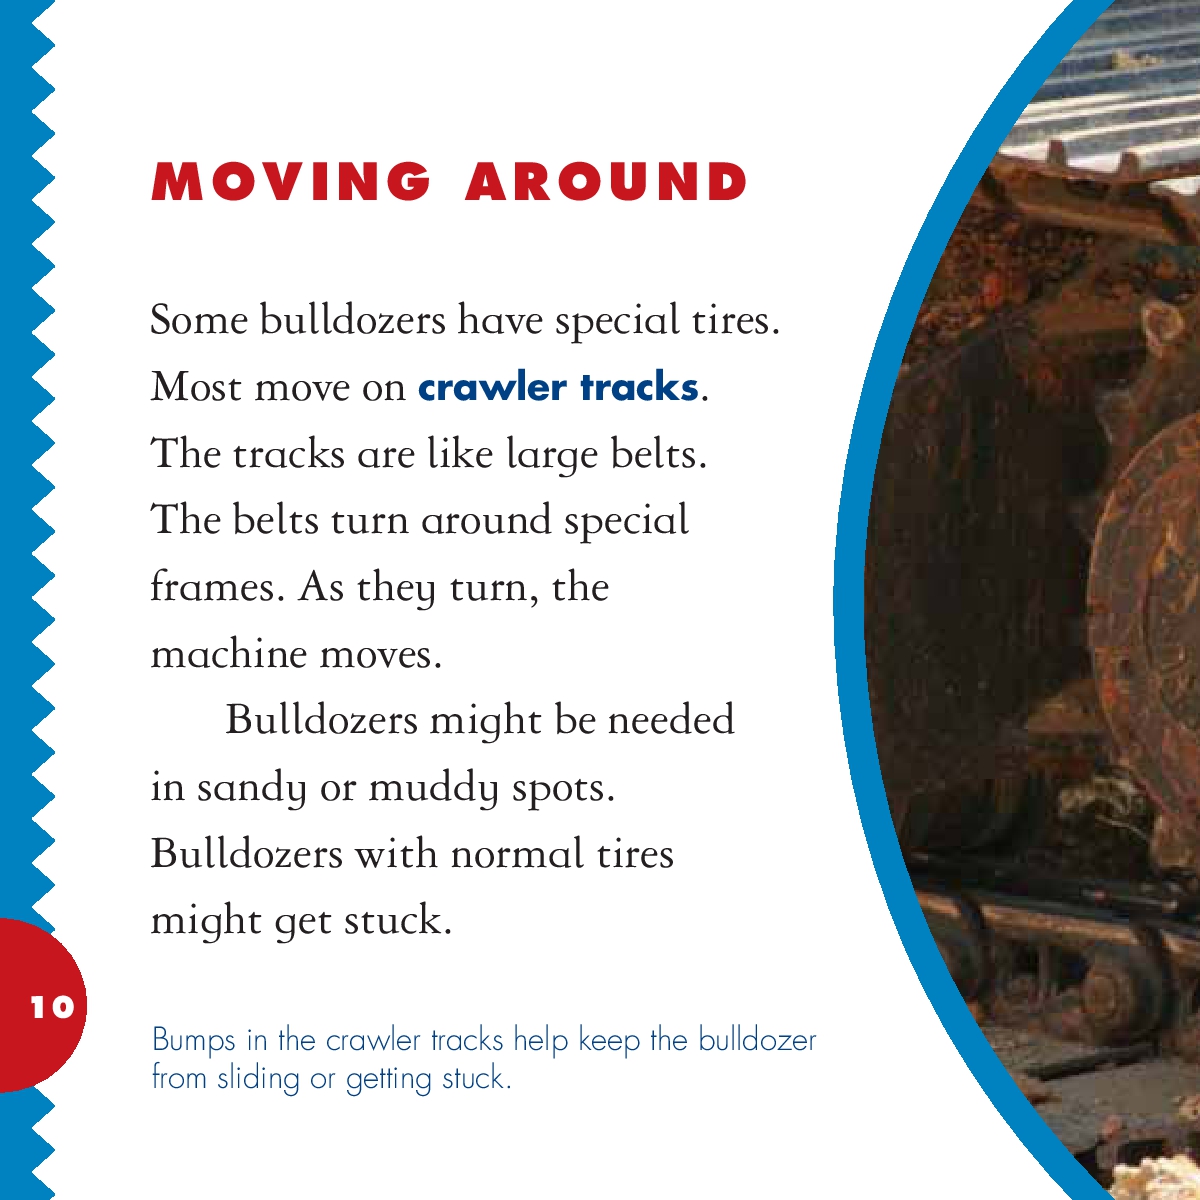 MOVING AROUND
Some bulldozers have special tires.
Most move on crawler tracks.
The tracks are like large belts.
The belts turn around special
frames. As they turn, the
machine moves.
Bulldozers might be needed
in sandy or muddy spots.
Bulldozers with normal tires
might get stuck.
10
Bumps in the crawler tracks help keep the bulldozer
from sliding or getting stuck.